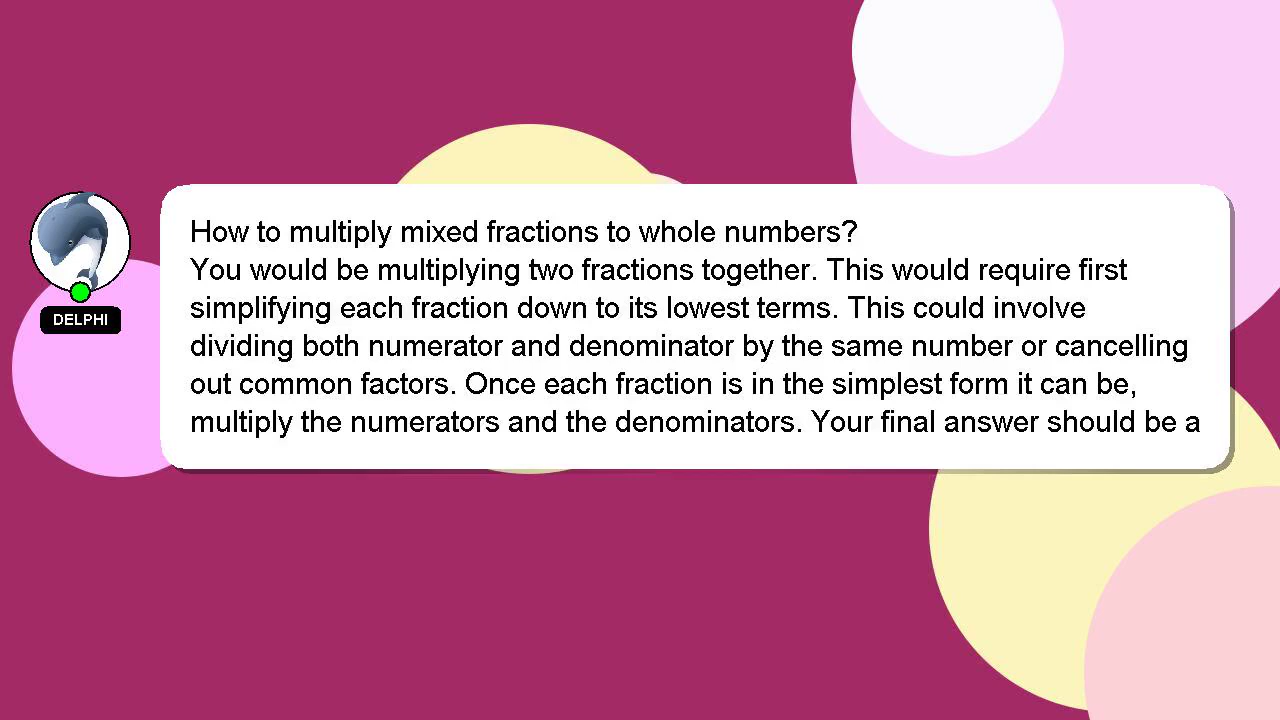 How to multiply mixed fractions to whole numbers?
You would be multiplying two fractions together. This would require first
simplifying each fraction down to its lowest terms. This could involve
dividing both numerator and denominator by the same number or cancelling
out common factors. Once each fraction is in the simplest form it can be,
multiply the numerators and the denominators. Your final answer should be a
DELPHI